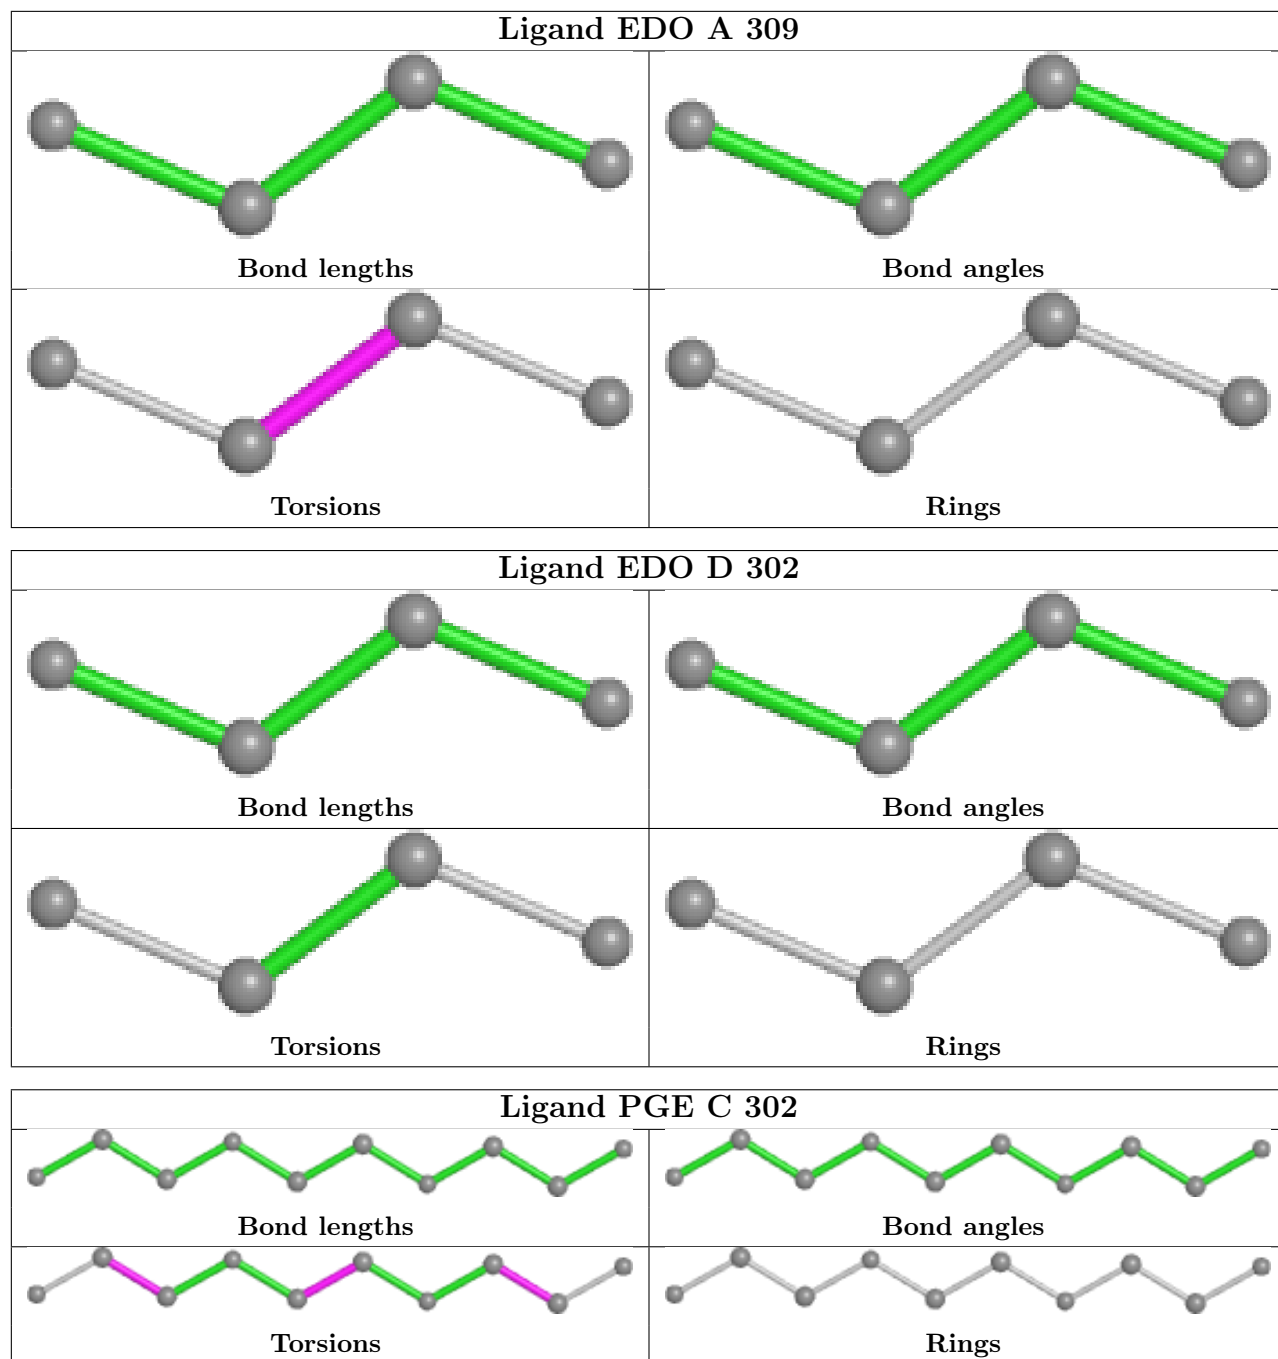 Ligand EDO A 309
Bond lengths
Bond angles
Torsions
Rings
Ligand EDO D 302
Bond lengths
Bond angles
Torsions
Rings
Ligand PGE C 302
Bond lengths
Bond angles
Torsions
Rings